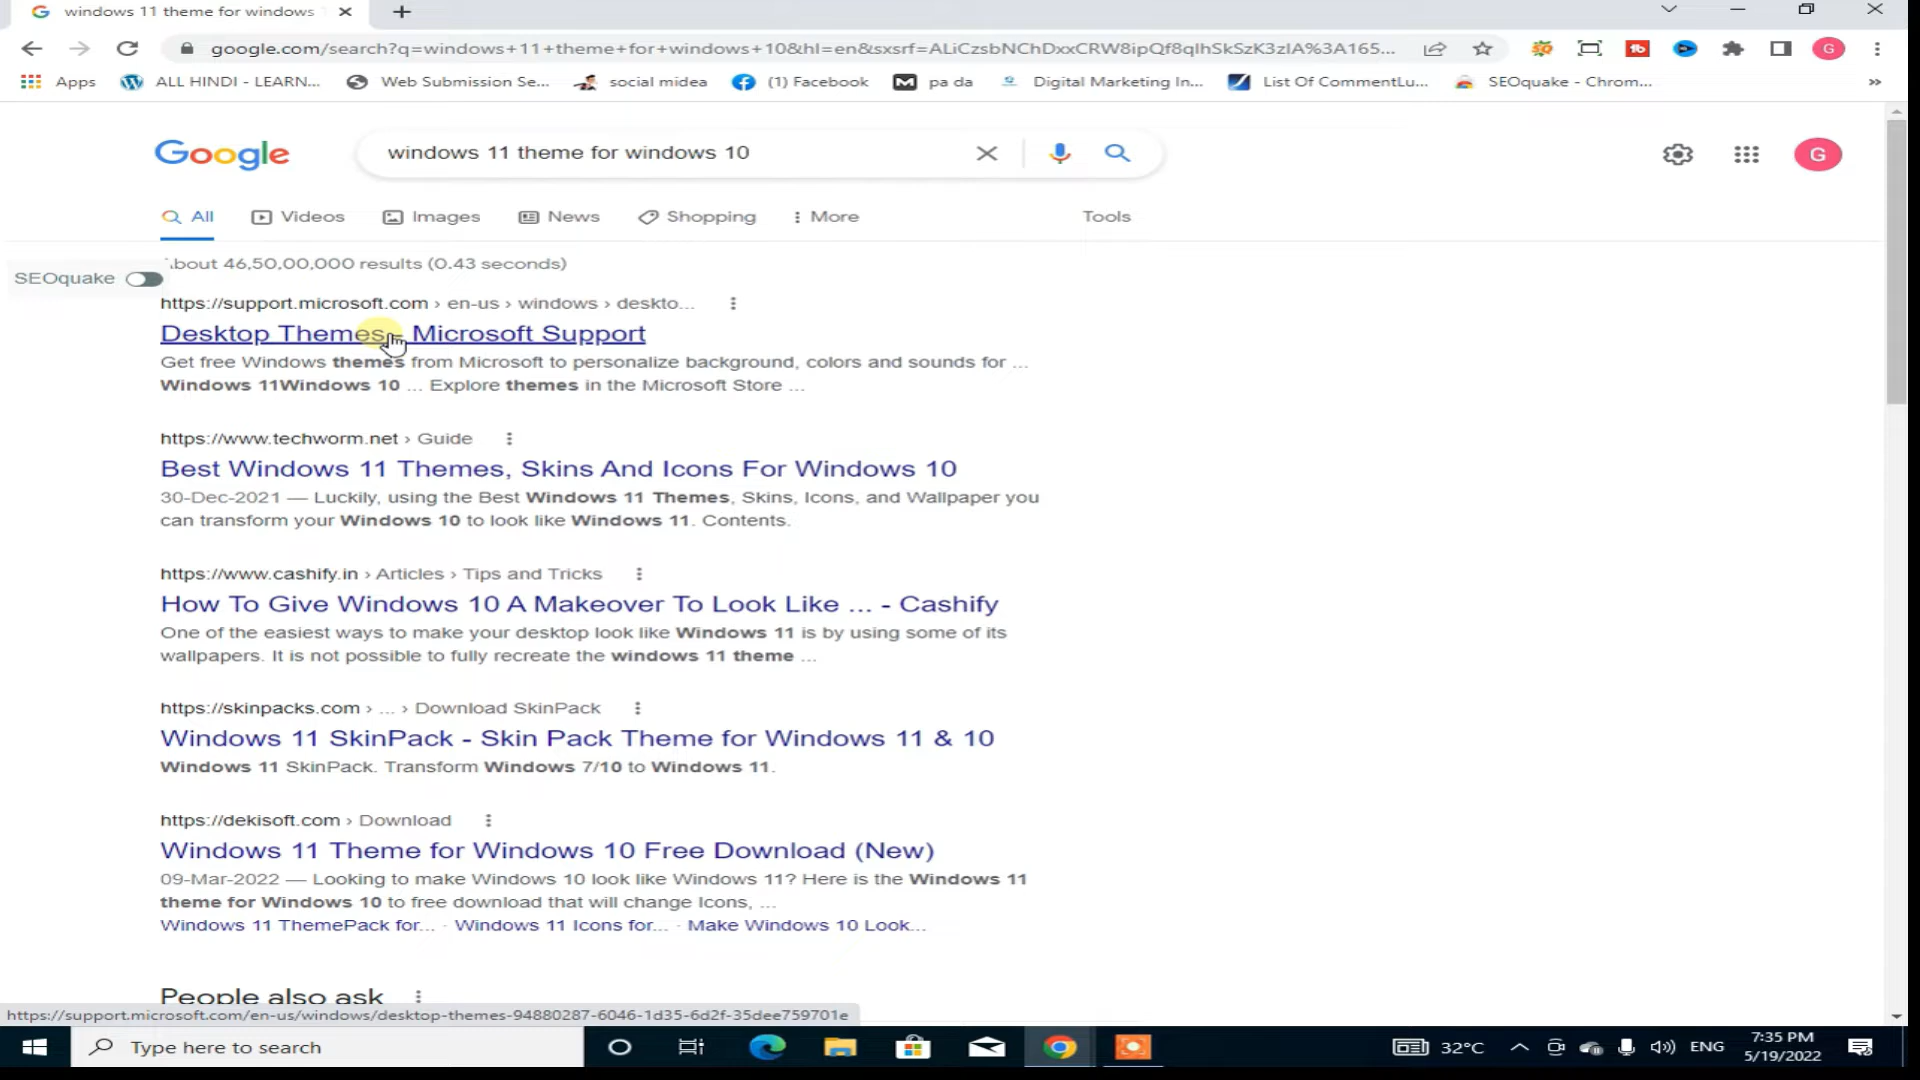 windows 11 theme for windows
google.com/search?q=windows+11+theme+for+windows+10&hl=en&sxsrf=ALiCzsbNChDxxCRW8ipQf8qIhSkSzK3zIA%3A165...
G
Apps
ALL HINDI - LEARN...
Web Submission Se...
social midea
(1) Facebook
pa da
Digital Marketing In...
List Of CommentLu...
SEOquake - Chrom...
»
Google
windows 11 theme for windows 10
G
All
Videos
Images
News
Shopping
More
Tools
About 46,50,00,000 results (0.43 seconds)
SEOquake
https://support.microsoft.com › en-us › windows › deskto...
Desktop Themes - Microsoft Support
Get free Windows themes from Microsoft to personalize background, colors and sounds for ...
Windows 11Windows 10 ... Explore themes in the Microsoft Store ...
https://www.techworm.net › Guide
Best Windows 11 Themes, Skins And Icons For Windows 10
30-Dec-2021 — Luckily, using the Best Windows 11 Themes, Skins, Icons, and Wallpaper you
can transform your Windows 10 to look like Windows 11. Contents.
https://www.cashify.in › Articles › Tips and Tricks
How To Give Windows 10 A Makeover To Look Like ... - Cashify
One of the easiest ways to make your desktop look like Windows 11 is by using some of its
wallpapers. It is not possible to fully recreate the windows 11 theme ...
https://skinpacks.com › ... › Download SkinPack
Windows 11 SkinPack - Skin Pack Theme for Windows 11 & 10
Windows 11 SkinPack. Transform Windows 7/10 to Windows 11.
https://dekisoft.com › Download
Windows 11 Theme for Windows 10 Free Download (New)
09-Mar-2022 — Looking to make Windows 10 look like Windows 11? Here is the Windows 11
theme for Windows 10 to free download that will change Icons, ...
Windows 11 ThemePack for... · Windows 11 Icons for... · Make Windows 10 Look...
People also ask
https://support.microsoft.com/en-us/windows/desktop-themes-94880287-6046-1d35-6d2f-35dee759701e
Type here to search
32°C
ENG
7:35 PM
5/19/2022